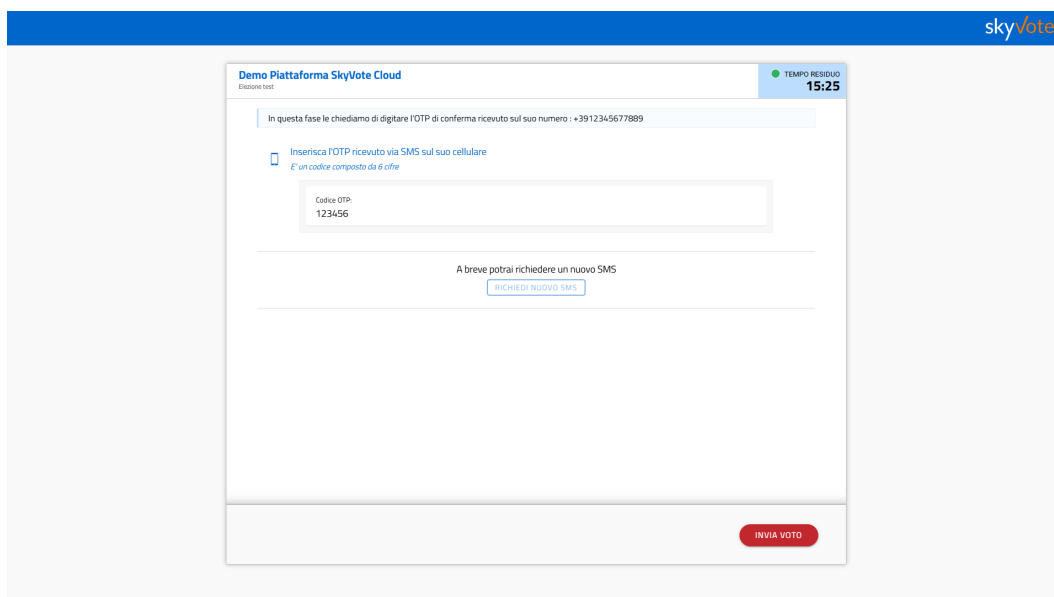 skyVote
Demo Piattaforma SkyVote Cloud
Elezione test
TEMPO RESIDUO
15:25
In questa fase le chiediamo di digitare l'OTP di conferma ricevuto sul suo numero : +3912345677889
Inserisca l'OTP ricevuto via SMS sul suo cellulare
E' un codice composto da 6 cifre
Codice OTP:
123456
A breve potrai richiedere un nuovo SMS
RICHIEDI NUOVO SMS
INVIA VOTO